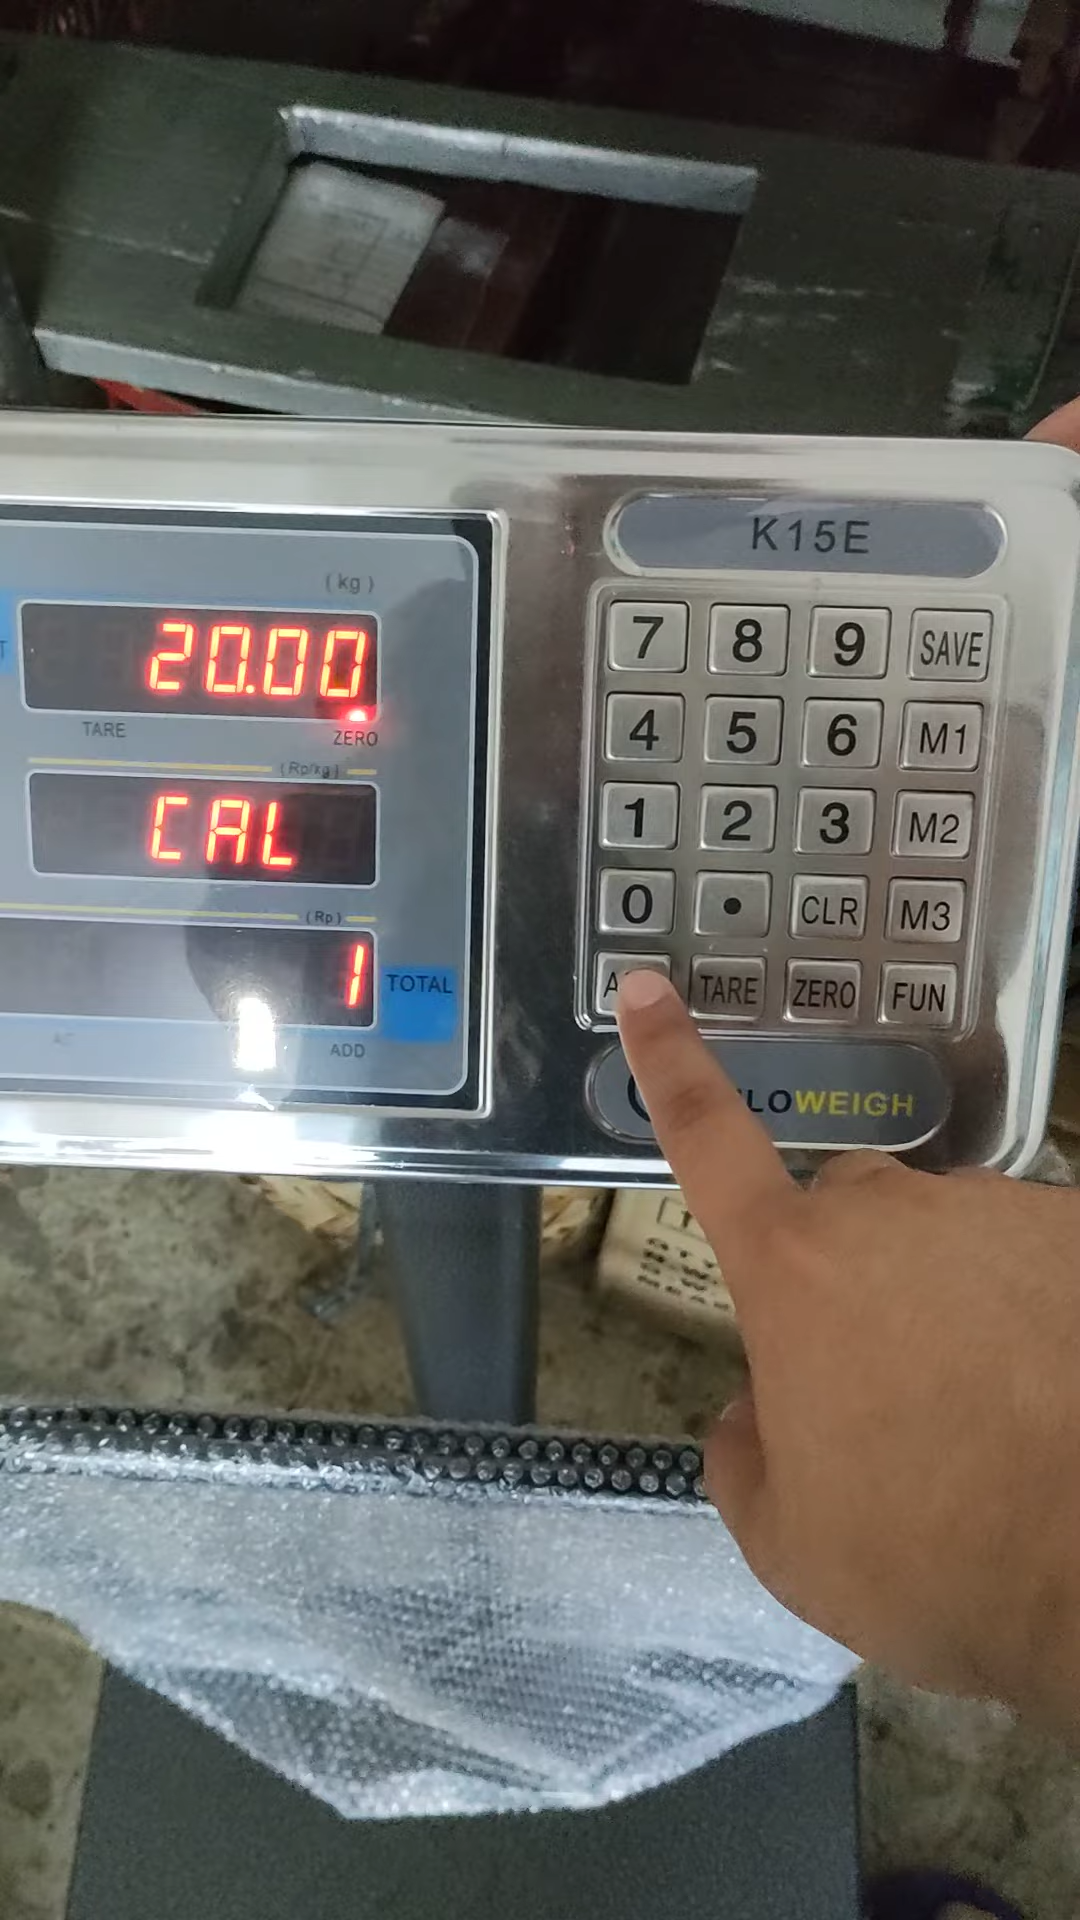 K15E
(kg)
20.00
TARE
ZERO
(Rp/kg)
CAL
(Rp)
1
TOTAL
ADD
7 8 9 SAVE
4 5 6 M1
1 2 3 M2
0 • CLR M3
TARE ZERO FUN
LOWEIGH